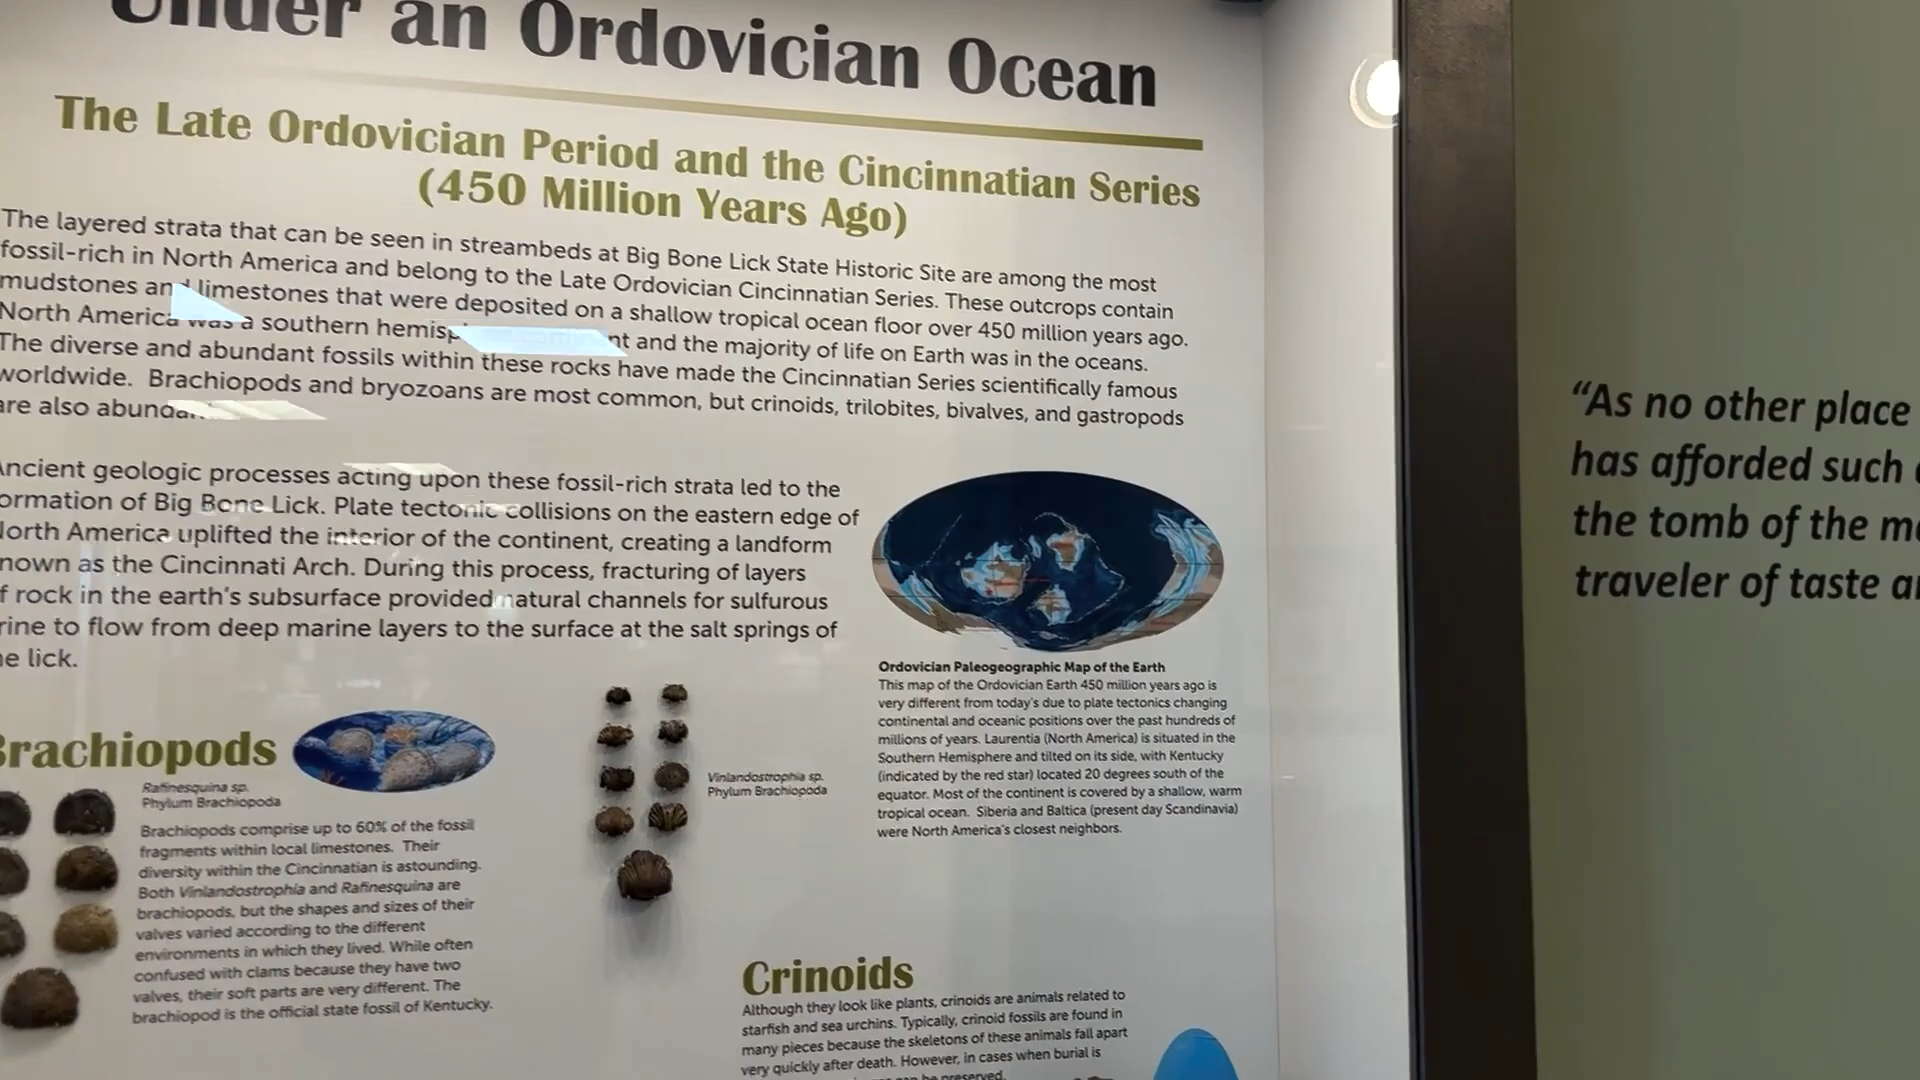 Under an Ordovician Ocean
The Late Ordovician Period and the Cincinnatian Series
(450 Million Years Ago)
The layered strata that can be seen in streambeds at Big Bone Lick State Historic Site are among the most
fossil-rich in North America and belong to the Late Ordovician Cincinnatian Series. These outcrops contain
mudstones and limestones that were deposited on a shallow tropical ocean floor over 450 million years ago.
North America was a southern hemisp nt and the majority of life on Earth was in the oceans.
The diverse and abundant fossils within these rocks have made the Cincinnatian Series scientifically famous
worldwide. Brachiopods and bryozoans are most common, but crinoids, trilobites, bivalves, and gastropods
are also abunda
Ancient geologic processes acting upon these fossil-rich strata led to the
ormation of Big Bone Lick. Plate tectonic collisions on the eastern edge of
North America uplifted the interior of the continent, creating a landform
nown as the Cincinnati Arch. During this process, fracturing of layers
f rock in the earth's subsurface provided natural channels for sulfurous
rine to flow from deep marine layers to the surface at the salt springs of
he lick.
Ordovician Paleogeographic Map of the Earth
This map of the Ordovician Earth 450 million years ago is
very different from today's due to plate tectonics changing
continental and oceanic positions over the past hundreds of
millions of years. Laurentia (North America) is situated in the
Southern Hemisphere and tilted on its side, with Kentucky
(indicated by the red star) located 20 degrees south of the
equator. Most of the continent is covered by a shallow, warm
tropical ocean. Siberia and Baltica (present day Scandinavia)
were North America's closest neighbors.
Brachiopods
Rafinesquina sp.
Phylum Brachiopoda
Brachiopods comprise up to 60% of the fossil
fragments within local limestones. Their
diversity within the Cincinnatian is astounding.
Both Vinlandostrophia and Rafinesquina are
brachiopods, but the shapes and sizes of their
valves varied according to the different
environments in which they lived. While often
confused with clams because they have two
valves, their soft parts are very different. The
brachiopod is the official state fossil of Kentucky.
Vinlandostrophia sp.
Phylum Brachiopoda
Crinoids
Although they look like plants, crinoids are animals related to
starfish and sea urchins. Typically, crinoid fossils are found in
many pieces because the skeletons of these animals fall apart
very quickly after death. However, in cases when burial is
can be preserved.
"As no other place
has afforded such
the tomb of the m
traveler of taste a